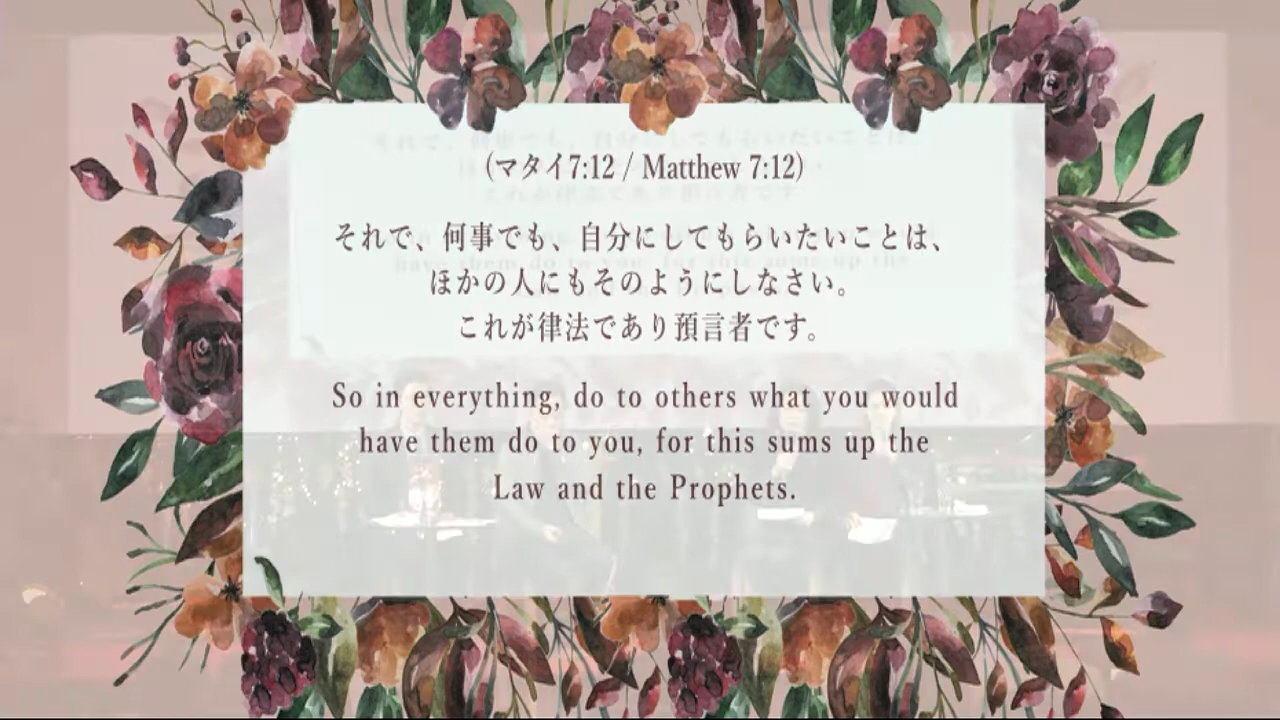 (マタイ7:12 / Matthew 7:12)
それで、何事でも、自分にしてもらいたいことは、
ほかの人にもそのようにしなさい。
これが律法であり預言者です。
So in everything, do to others what you would
have them do to you, for this sums up the
Law and the Prophets.